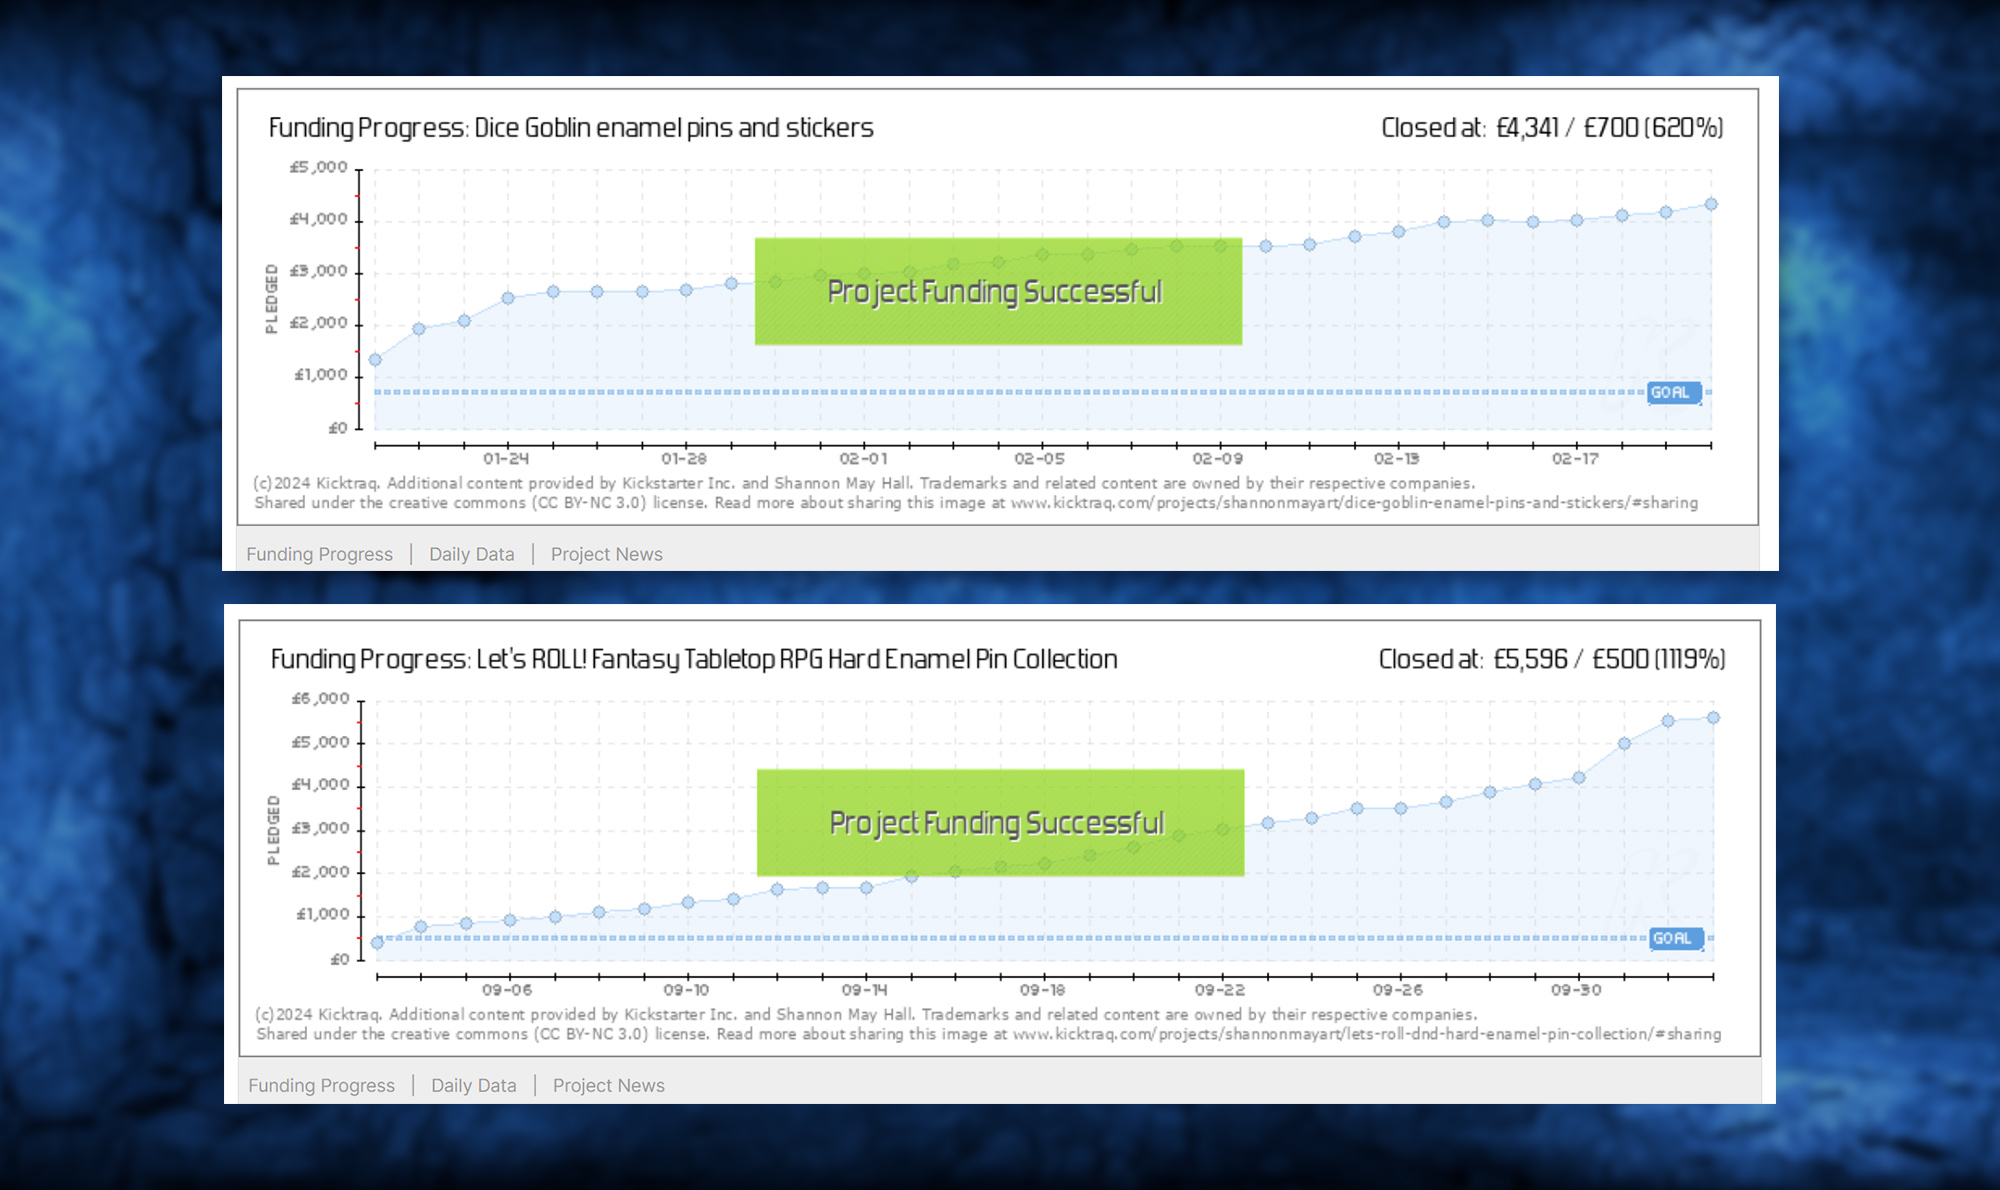 Funding Progress: Dice Goblin enamel pins and stickers
Closed at: £4,341 / £700 (620%)
£5,000
£4,000
£3,000
£2,000
£1,000
£0
PLEDGED
Project Funding Successful
GOAL
01-24 01-28 02-01 02-05 02-09 02-13 02-17
(c)2024 Kicktraq. Additional content provided by Kickstarter Inc. and Shannon May Hall. Trademarks and related content are owned by their respective companies.
Shared under the creative commons (CC BY-NC 3.0) license. Read more about sharing this image at www.kicktraq.com/projects/shannonmayart/dice-goblin-enamel-pins-and-stickers/#sharing
Funding Progress | Daily Data | Project News
Funding Progress: Let's ROLL! Fantasy Tabletop RPG Hard Enamel Pin Collection
Closed at: £5,596 / £500 (1119%)
£6,000
£5,000
£4,000
£3,000
£2,000
£1,000
£0
PLEDGED
Project Funding Successful
GOAL
09-06 09-10 09-14 09-18 09-22 09-26 09-30
(c)2024 Kicktraq. Additional content provided by Kickstarter Inc. and Shannon May Hall. Trademarks and related content are owned by their respective companies.
Shared under the creative commons (CC BY-NC 3.0) license. Read more about sharing this image at www.kicktraq.com/projects/shannonmayart/lets-roll-dnd-hard-enamel-pin-collection/#sharing
Funding Progress | Daily Data | Project News